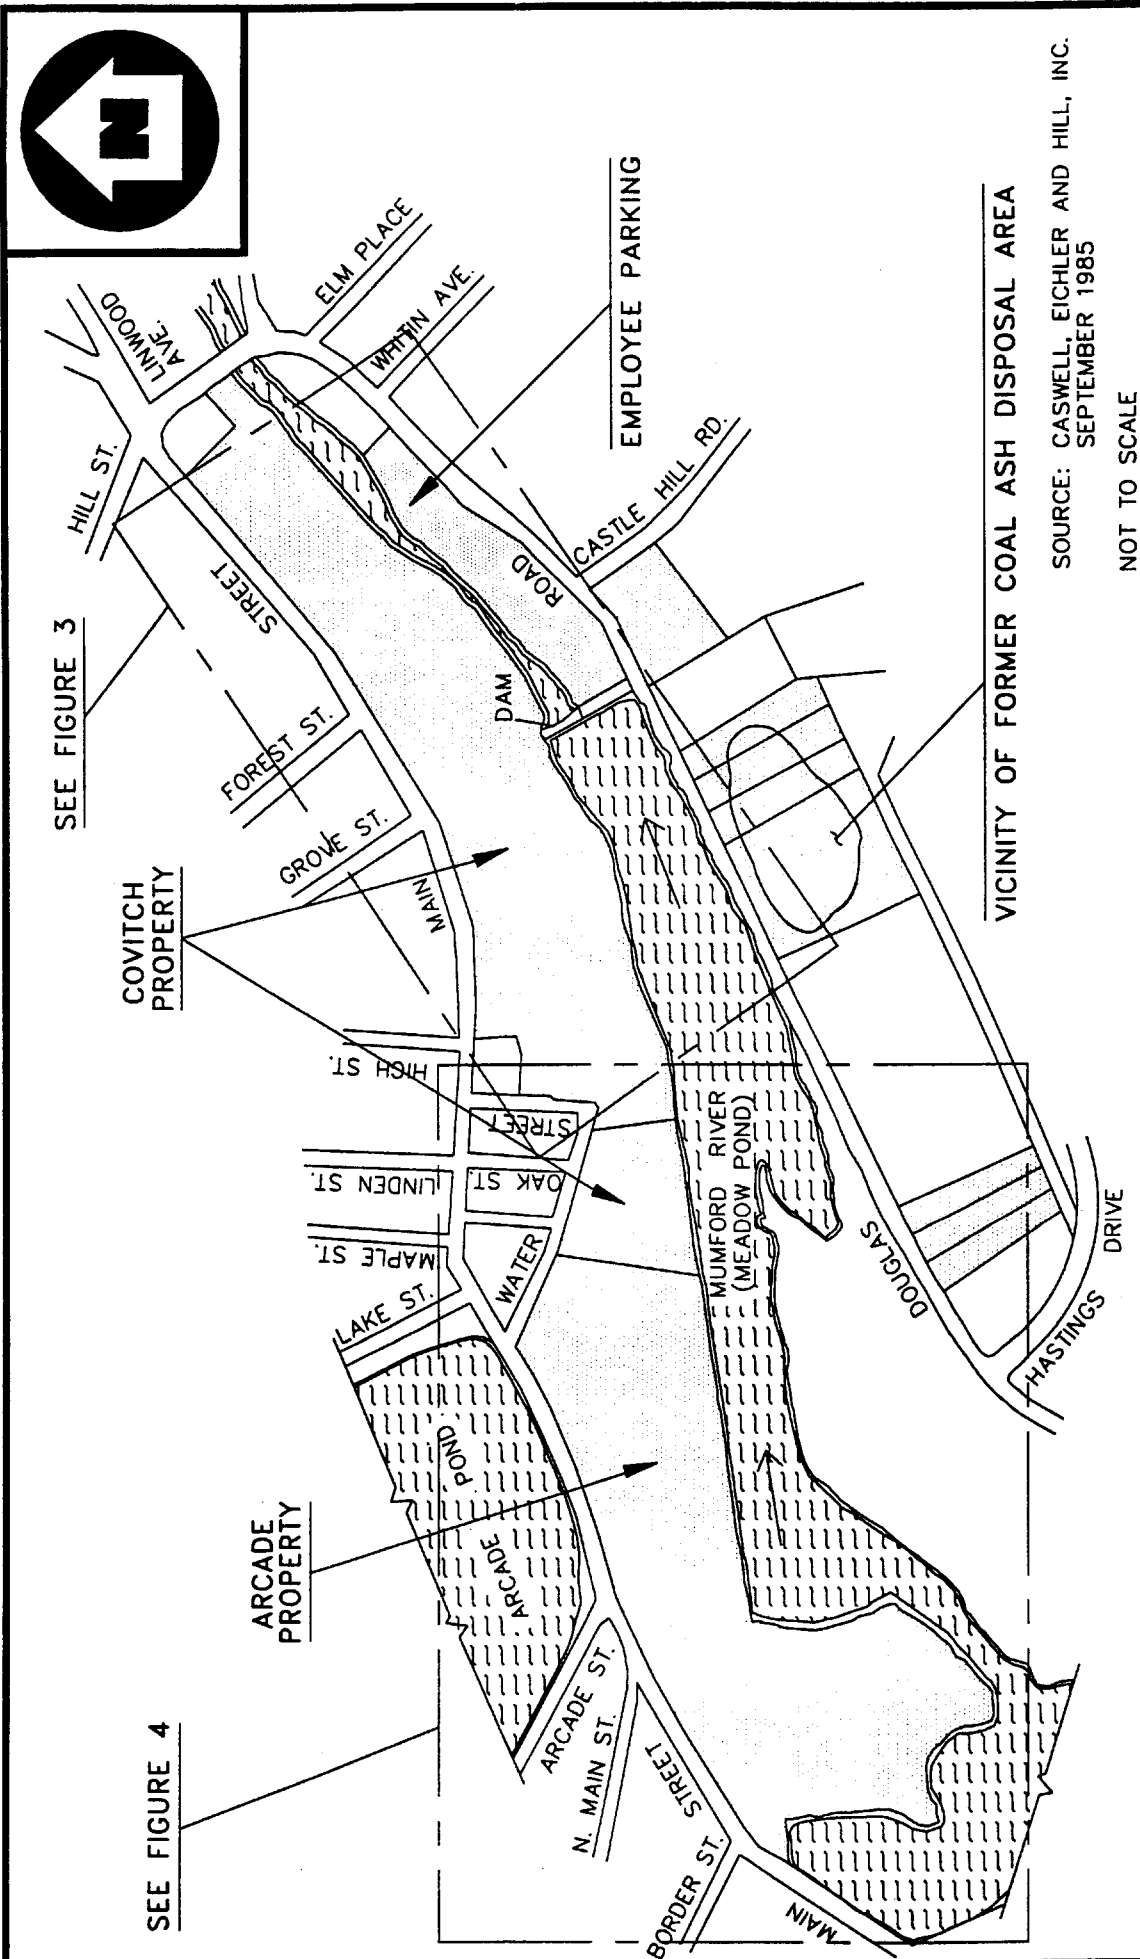 N
SEE FIGURE 4
ARCADE
PROPERTY
COVITCH
PROPERTY
SEE FIGURE 3
HILL ST.
LINWOOD
AVE.
ELM PLACE
WHITIN AVE.
EMPLOYEE PARKING
STREET
FOREST ST.
GROVE ST.
MAIN
HIGH ST.
LINDEN ST.
MAPLE ST.
LAKE ST.
STREET
OAK ST.
WATER
ARCADE POND
ARCADE POND
ARCADE ST.
N. MAIN ST.
STREET
BORDER ST.
MAIN
DAM
ROAD
CASTLE HILL RD.
MUMFORD RIVER
(MEADOW POND)
DOUGLAS
HASTINGS
DRIVE
VICINITY OF FORMER COAL ASH DISPOSAL AREA
SOURCE: CASWELL, EICHLER AND HILL, INC.
SEPTEMBER 1985
NOT TO SCALE